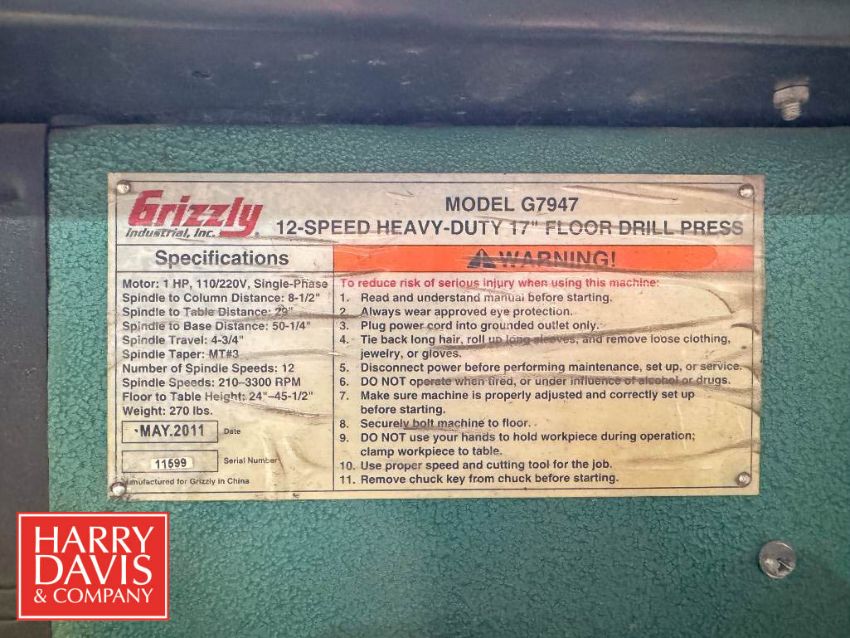 Grizzly
Industrial, Inc.®
MODEL G7947
12-SPEED HEAVY-DUTY 17" FLOOR DRILL PRESS
Specifications
Motor: 1 HP, 110/220V, Single-Phase
Spindle to Column Distance: 8-1/2"
Spindle to Table Distance: 29"
Spindle to Base Distance: 50-1/4"
Spindle Travel: 4-3/4"
Spindle Taper: MT#3
Number of Spindle Speeds: 12
Spindle Speeds: 210–3300 RPM
Floor to Table Height: 24"–45-1/2"
Weight: 270 lbs.
MAY.2011 Date
11599 Serial Number
Manufactured for Grizzly in China
WARNING!
To reduce risk of serious injury when using this machine:
1. Read and understand manual before starting.
2. Always wear approved eye protection.
3. Plug power cord into grounded outlet only.
4. Tie back long hair, roll up long sleeves, and remove loose clothing,
jewelry, or gloves.
5. Disconnect power before performing maintenance, set up, or service.
6. DO NOT operate when tired, or under influence of alcohol or drugs.
7. Make sure machine is properly adjusted and correctly set up
before starting.
8. Securely bolt machine to floor.
9. DO NOT use your hands to hold workpiece during operation;
clamp workpiece to table.
10. Use proper speed and cutting tool for the job.
11. Remove chuck key from chuck before starting.
HARRY
DAVIS
& COMPANY